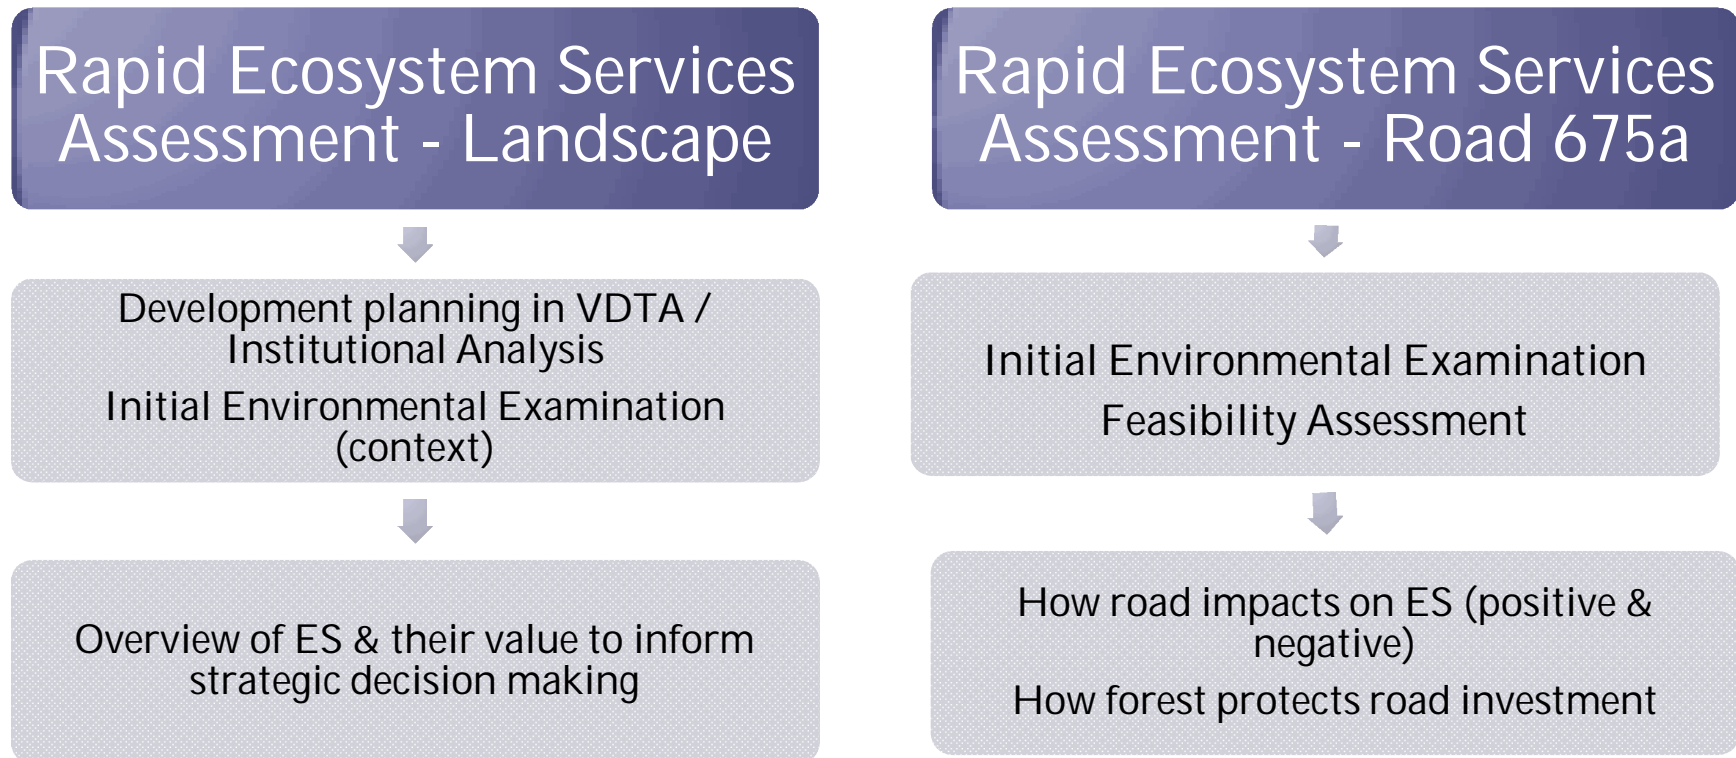 Rapid Ecosystem Services
Assessment - Landscape
Development planning in VDTA /
Institutional Analysis
Initial Environmental Examination
(context)
Overview of ES & their value to inform
strategic decision making
Rapid Ecosystem Services
Assessment - Road 675a
Initial Environmental Examination
Feasibility Assessment
How road impacts on ES (positive &
negative)
How forest protects road investment